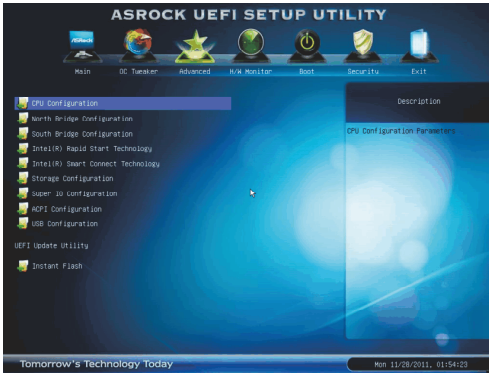 ASROCK UEFI SETUP UTILITY
ASRock
Main OC Tweaker Advanced H/W Monitor Boot Security Exit
CPU Configuration
North Bridge Configuration
South Bridge Configuration
Intel(R) Rapid Start Technology
Intel(R) Smart Connect Technology
Storage Configuration
Super IO Configuration
ACPI Configuration
USB Configuration
UEFI Update Utility
Instant Flash
Description
CPU Configuration Parameters
Tomorrow's Technology Today
Mon 11/28/2011, 01:54:23